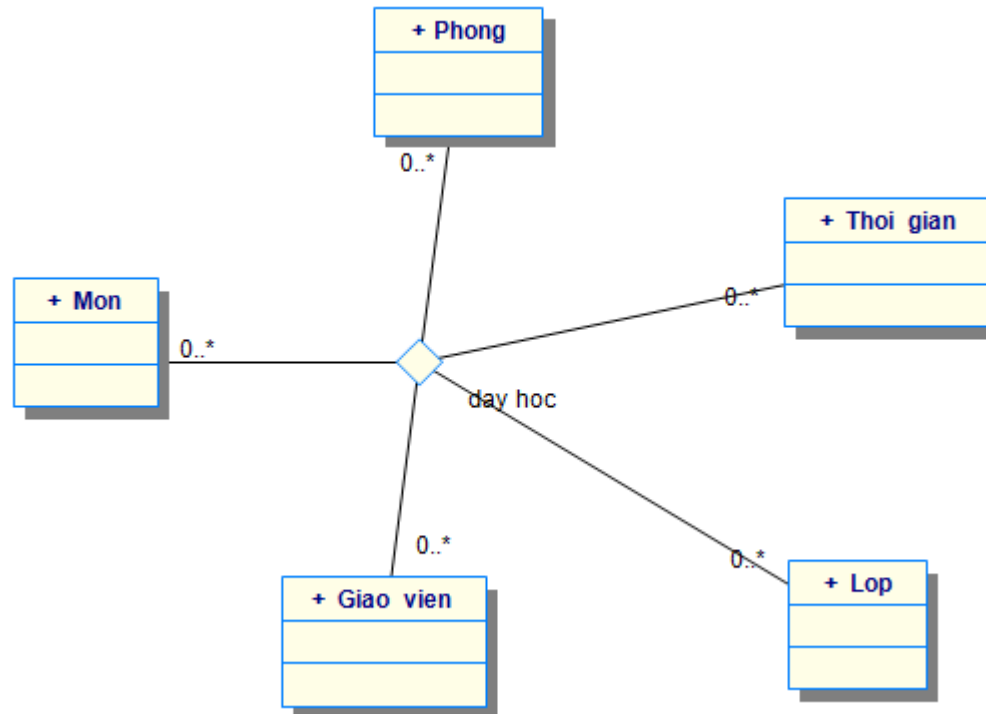 + Phong
0..*
+ Thoi gian
0..*
+ Mon
0..*
day hoc
0..*
0..*
+ Giao vien
+ Lop